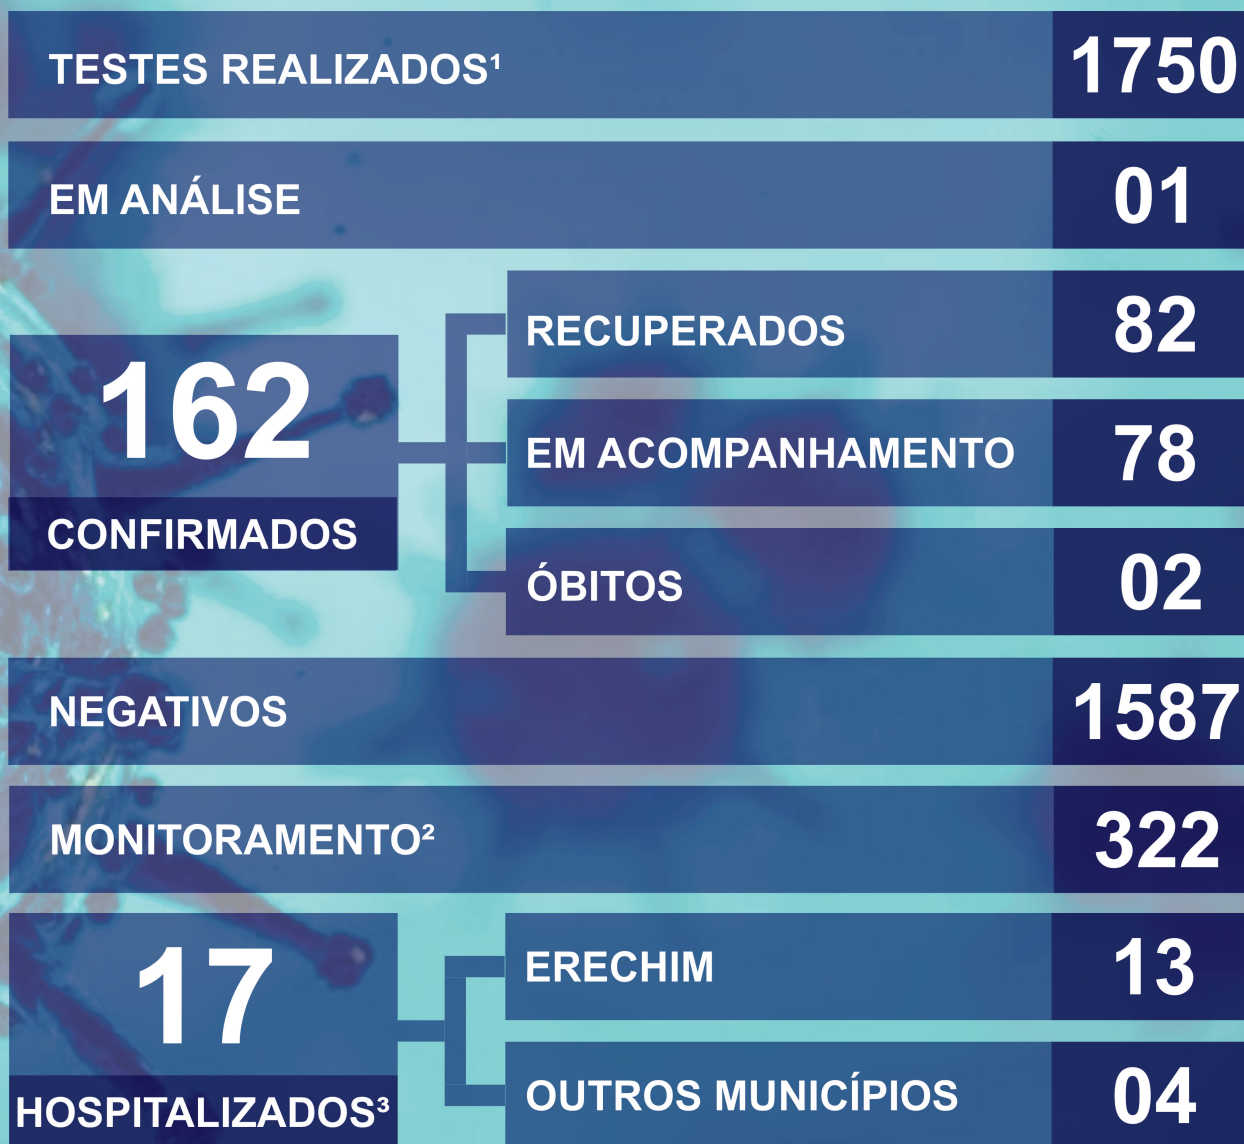 TESTES REALIZADOS¹ 1750
EM ANÁLISE 01
162
CONFIRMADOS
RECUPERADOS 82
EM ACOMPANHAMENTO 78
ÓBITOS 02
NEGATIVOS 1587
MONITORAMENTO² 322
17
HOSPITALIZADOS³
ERECHIM 13
OUTROS MUNICÍPIOS 04